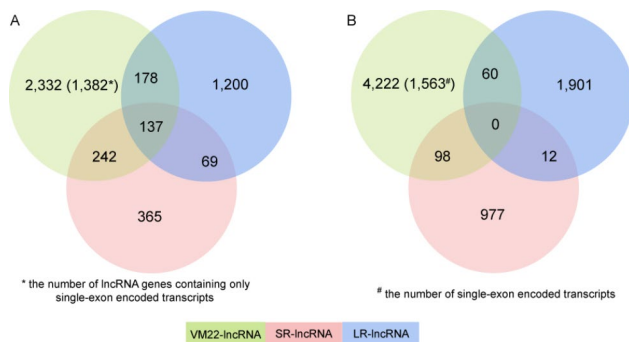 A
2,332 (1,382*)
178
1,200
137
242
69
365
* the number of lncRNA genes containing only
single-exon encoded transcripts
B
4,222 (1,563#)
60
1,901
0
98
12
977
# the number of single-exon encoded transcripts
VM22-lncRNA
SR-lncRNA
LR-lncRNA